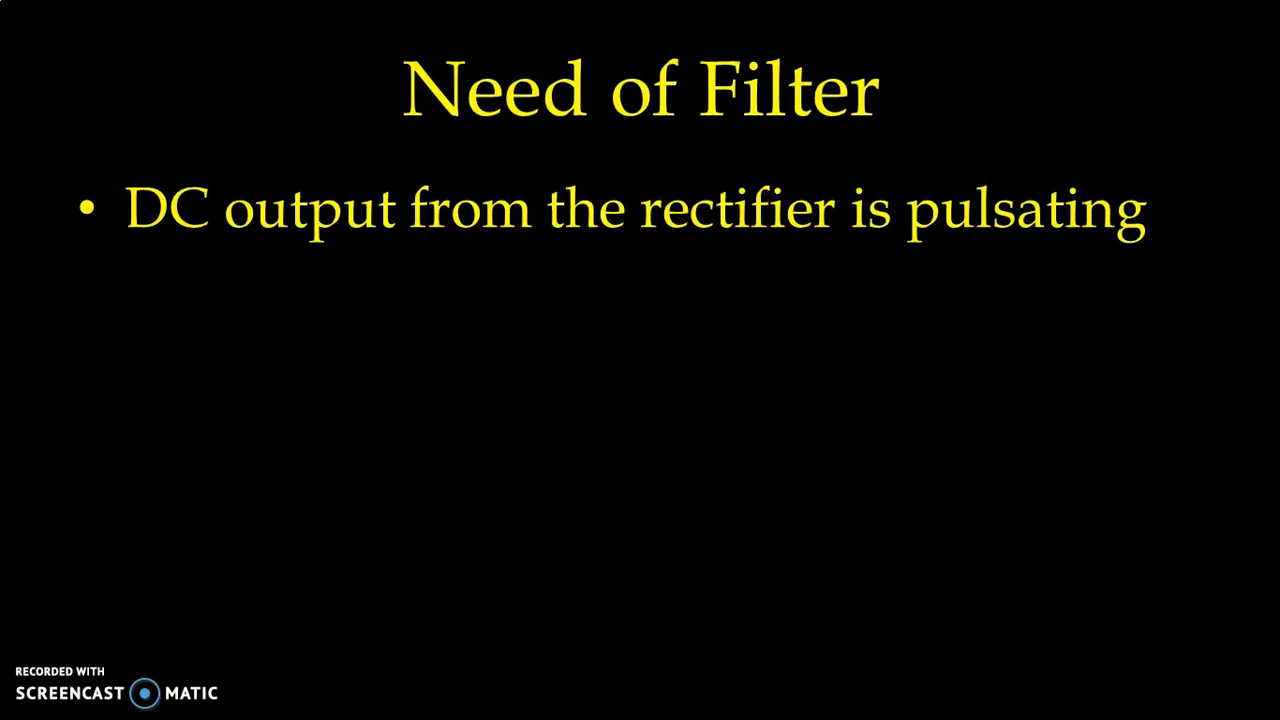 Need of Filter
• DC output from the rectifier is pulsating
RECORDED WITH
SCREENCAST MATIC